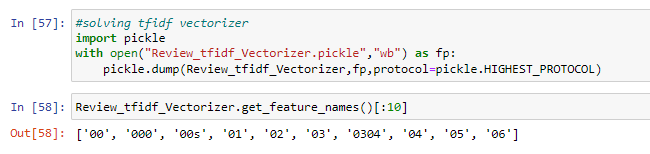 In [57]: #solving tfidf vectorizer
import pickle
with open("Review_tfidf_Vectorizer.pickle","wb") as fp:
    pickle.dump(Review_tfidf_Vectorizer,fp,protocol=pickle.HIGHEST_PROTOCOL)
In [58]: Review_tfidf_Vectorizer.get_feature_names()[:10]
Out[58]: ['00', '000', '00s', '01', '02', '03', '0304', '04', '05', '06']